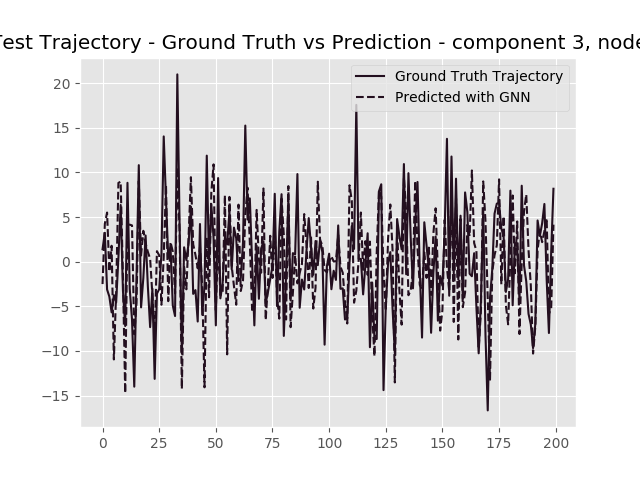 Test Trajectory - Ground Truth vs Prediction - component 3, node
Ground Truth Trajectory
Predicted with GNN
20
15
10
5
0
−5
−10
−15
0 25 50 75 100 125 150 175 200